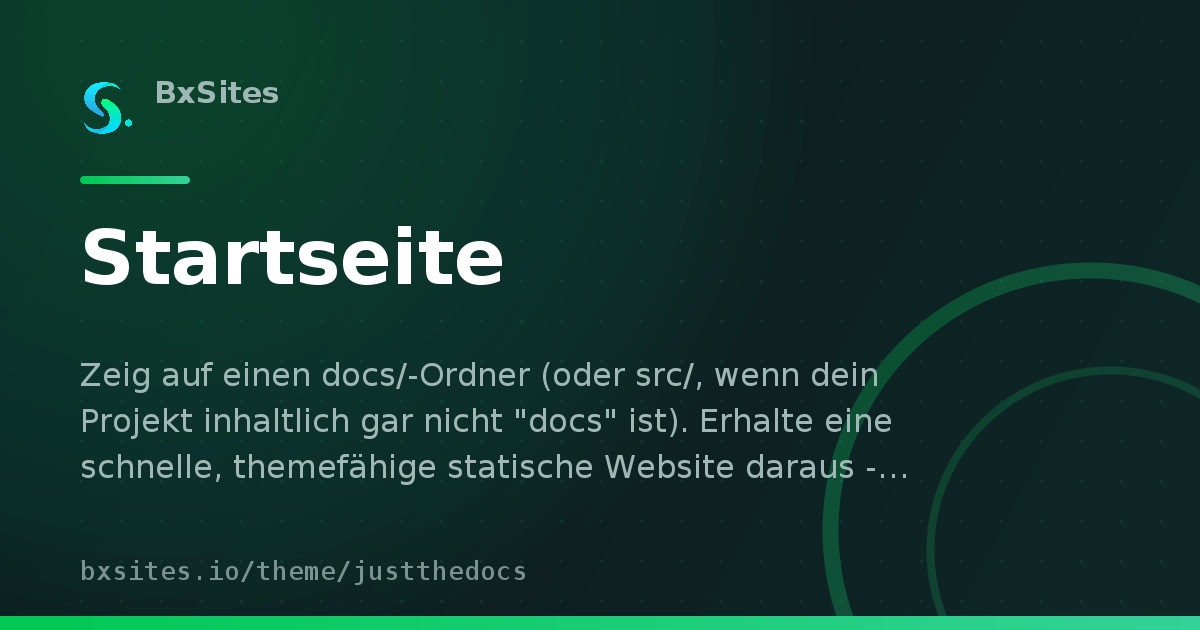 BxSites
Startseite
Zeig auf einen docs/-Ordner (oder src/, wenn dein
Projekt inhaltlich gar nicht "docs" ist). Erhalte eine
schnelle, themefähige statische Website daraus -…
bxsites.io/theme/justthedocs